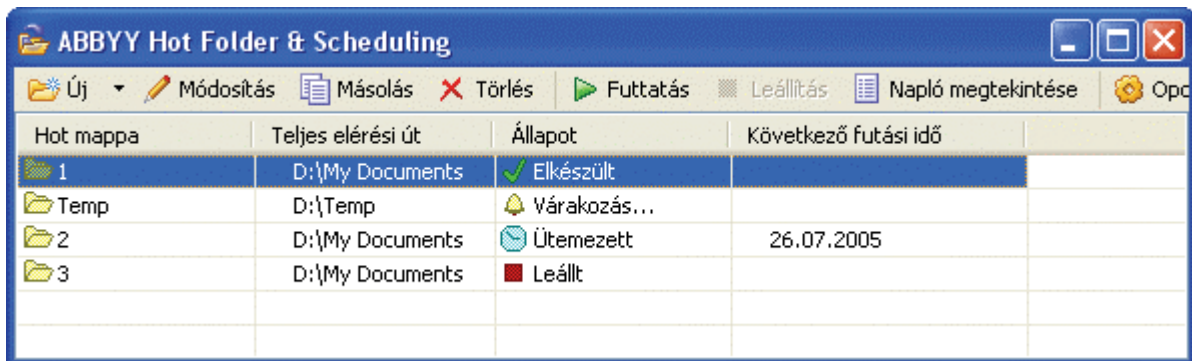 ABBYY Hot Folder & Scheduling
Új Módosítás Másolás Törlés Futtatás Leállítás Napló megtekintése Opc
Hot mappa Teljes elérési út Állapot Következő futási idő
1 D:\My Documents Elkészült
Temp D:\Temp Várakozás...
2 D:\My Documents Ütemezett 26.07.2005
3 D:\My Documents Leállt